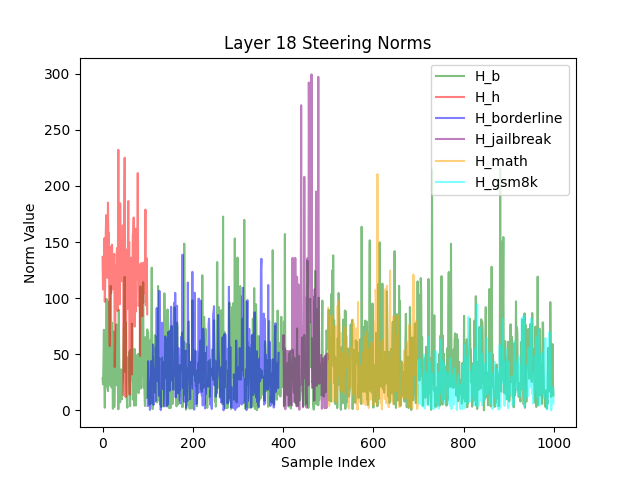 Layer 18 Steering Norms
300
250
200
150
100
50
0
Norm Value
H_b
H_h
H_borderline
H_jailbreak
H_math
H_gsm8k
0
200
400
600
800
1000
Sample Index